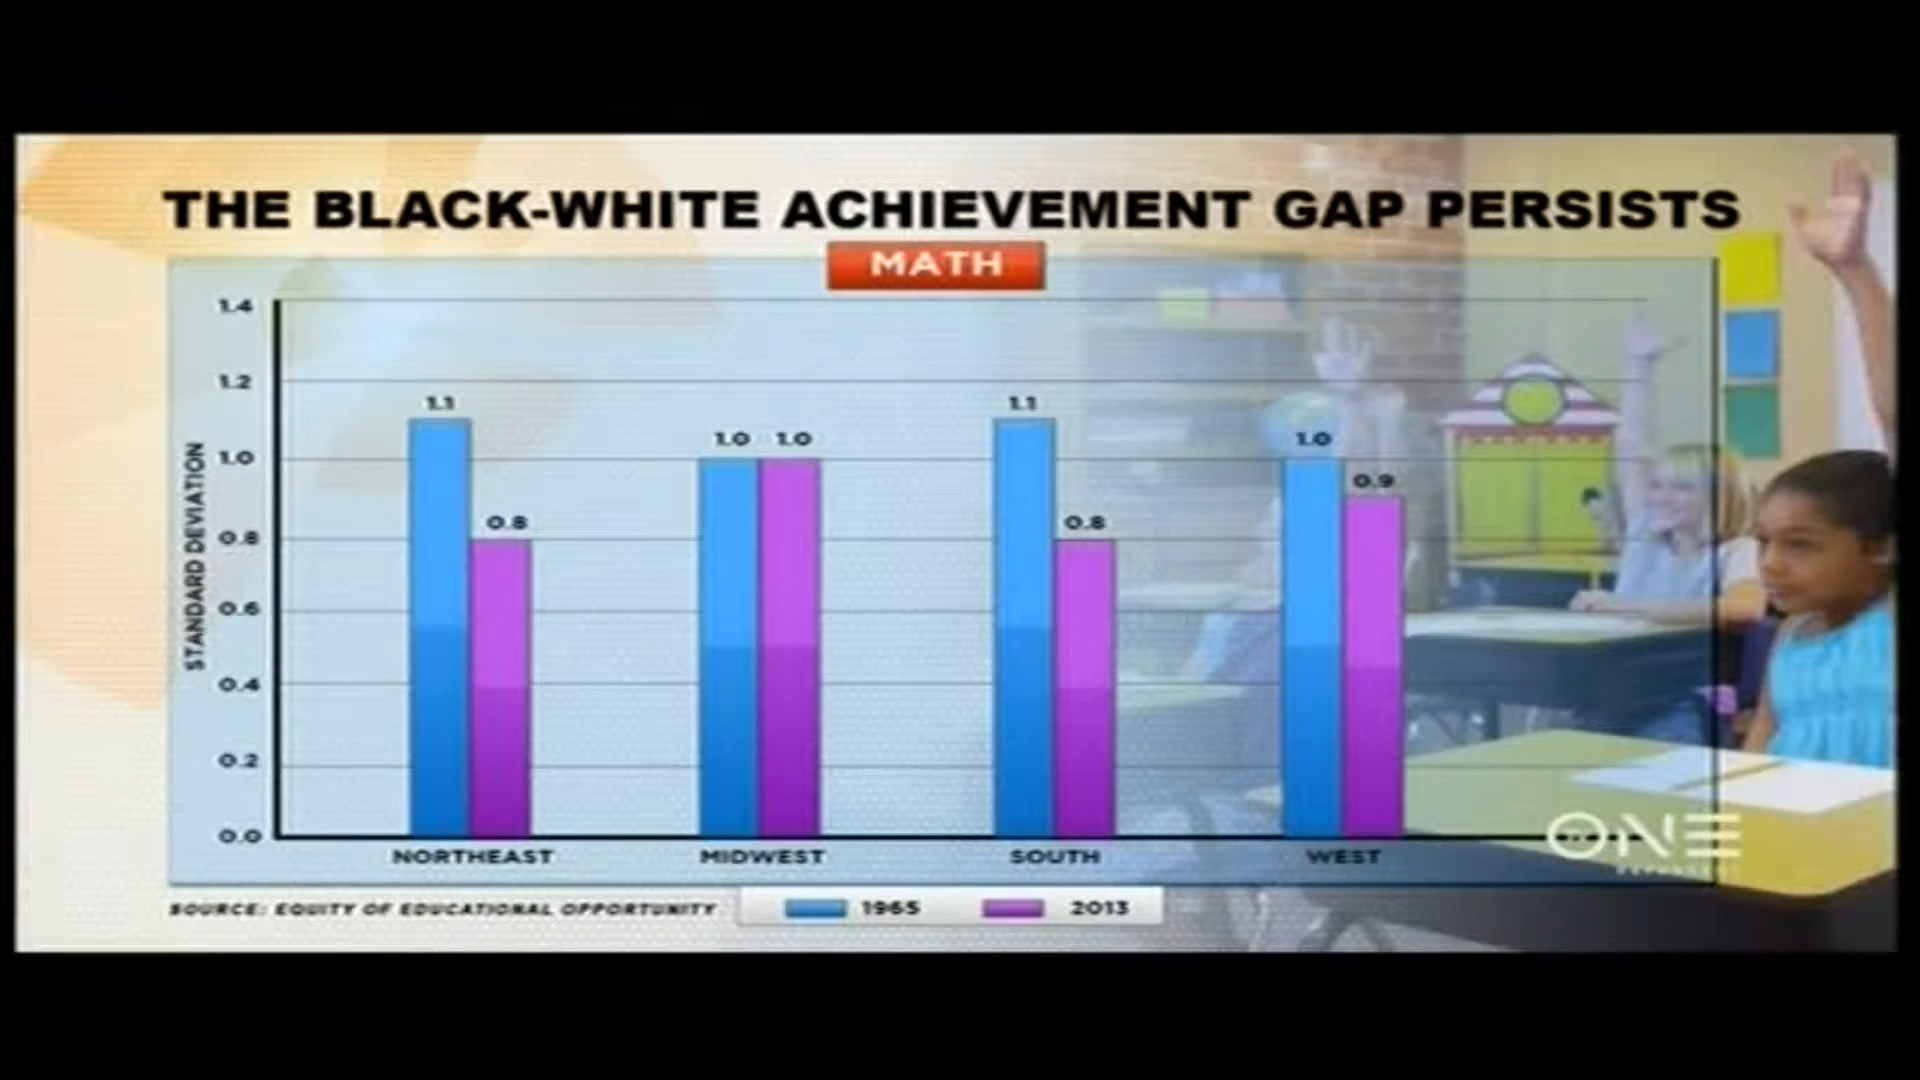 THE BLACK-WHITE ACHIEVEMENT GAP PERSISTS
MATH
STANDARD DEVIATION
1.4
1.2
1.0
0.8
0.6
0.4
0.2
0.0
1.1
0.8
1.0 1.0
1.1
0.8
1.0
0.9
NORTHEAST MIDWEST SOUTH WEST
SOURCE: EQUITY OF EDUCATIONAL OPPORTUNITY
1965 2013
ONE